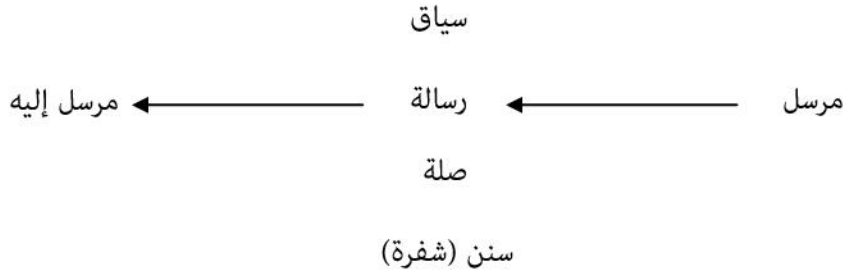 سياق
مرسل رسالة مرسل إليه
صلة
سنن (شفرة)